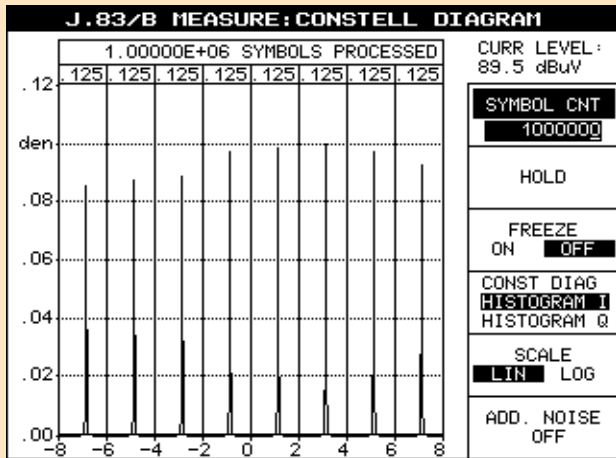 J.83/B MEASURE:CONSTELL DIAGRAM
1.00000E+06 SYMBOLS PROCESSED
.125 .125 .125 .125 .125 .125 .125 .125
.12
den
.08
.06
.04
.02
.00
-8 -6 -4 -2 0 2 4 6 8
CURR LEVEL:
89.5 dBuV
SYMBOL CNT
1000000
HOLD
FREEZE
ON OFF
CONST DIAG
HISTOGRAM I
HISTOGRAM Q
SCALE
LIN LOG
ADD. NOISE
OFF